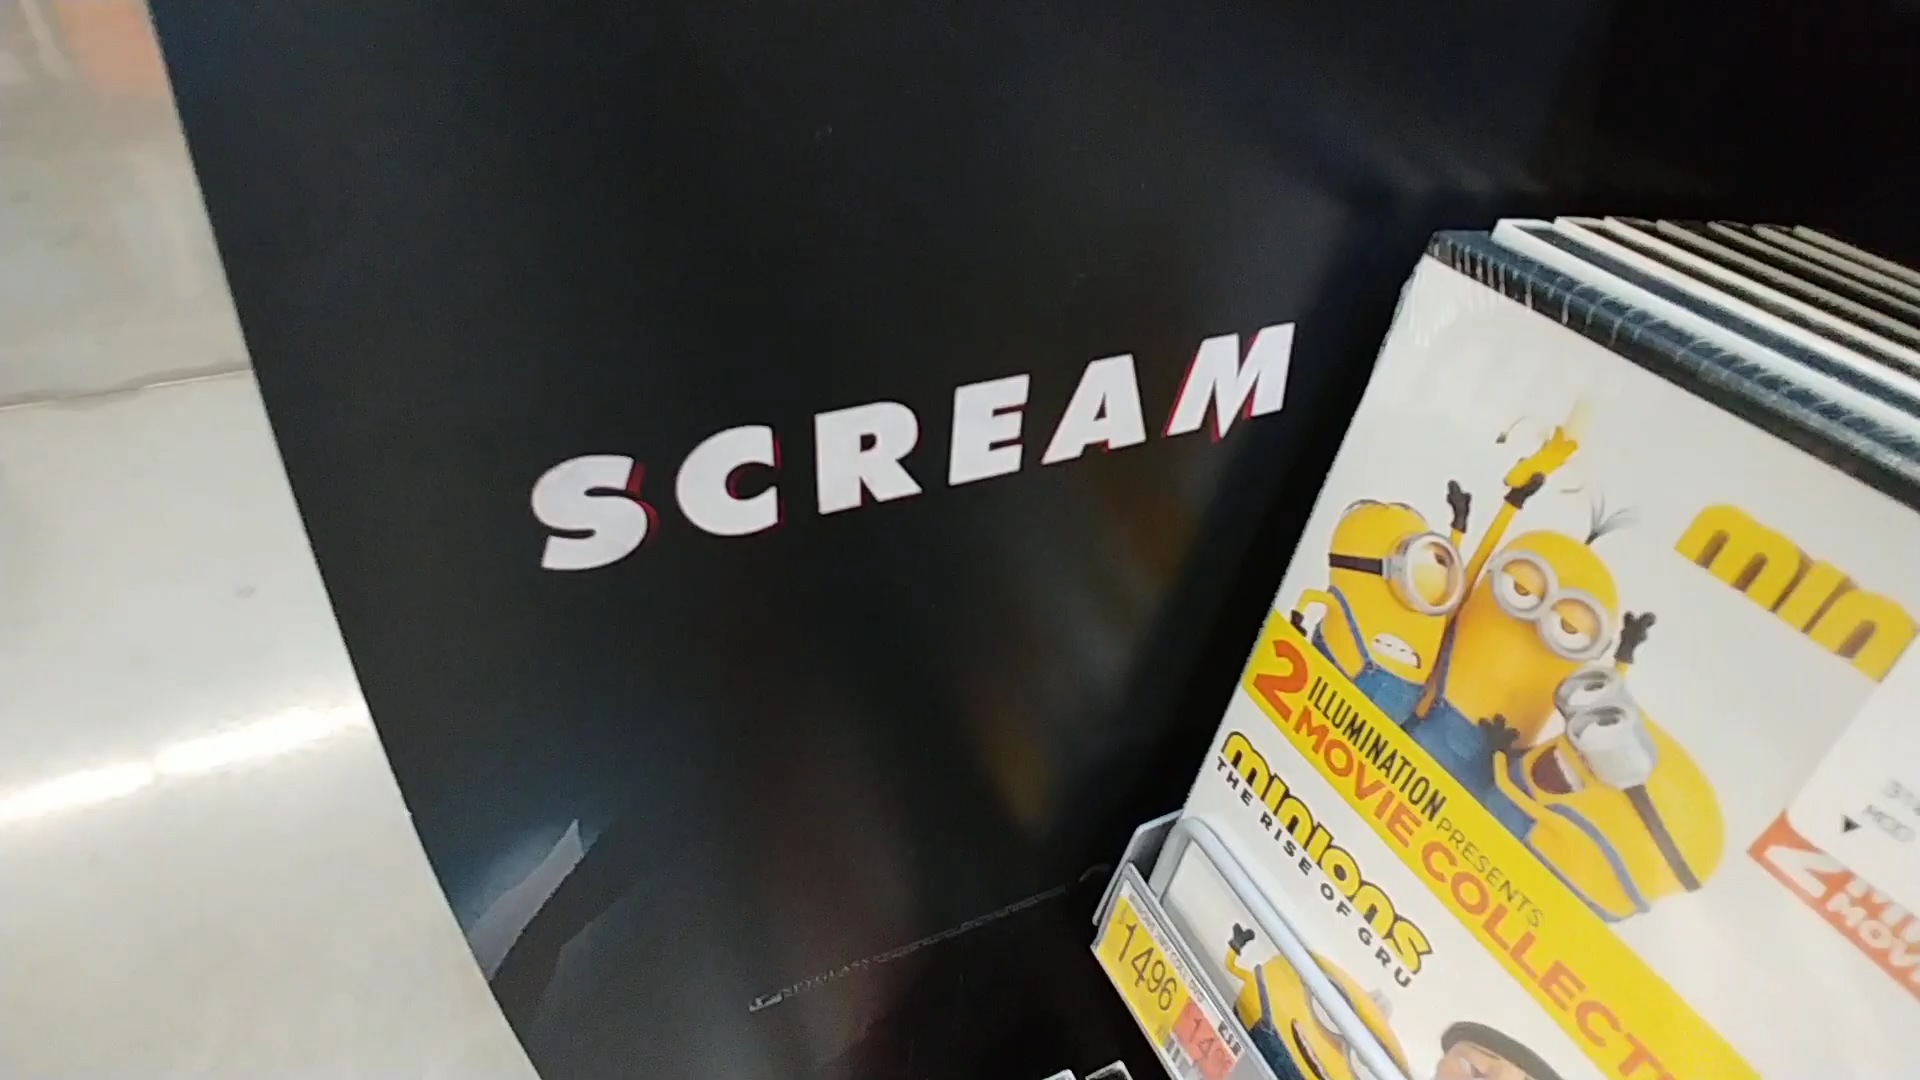 SCREAM
MIN
ILLUMINATION PRESENTS
2 MOVIE COLLECT
MINIONS
THE RISE OF GRU
1496